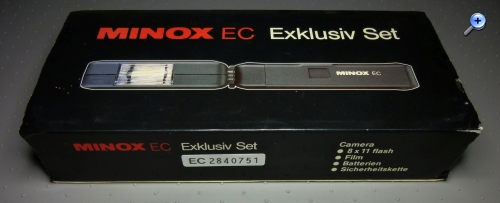 MINOX EC Exklusiv Set
MINOX EC
MINOX EC Exklusiv Set
EC 2840751
Camera
● 8 x 11 flash
● Film
● Batterien
● Sicherheitskette